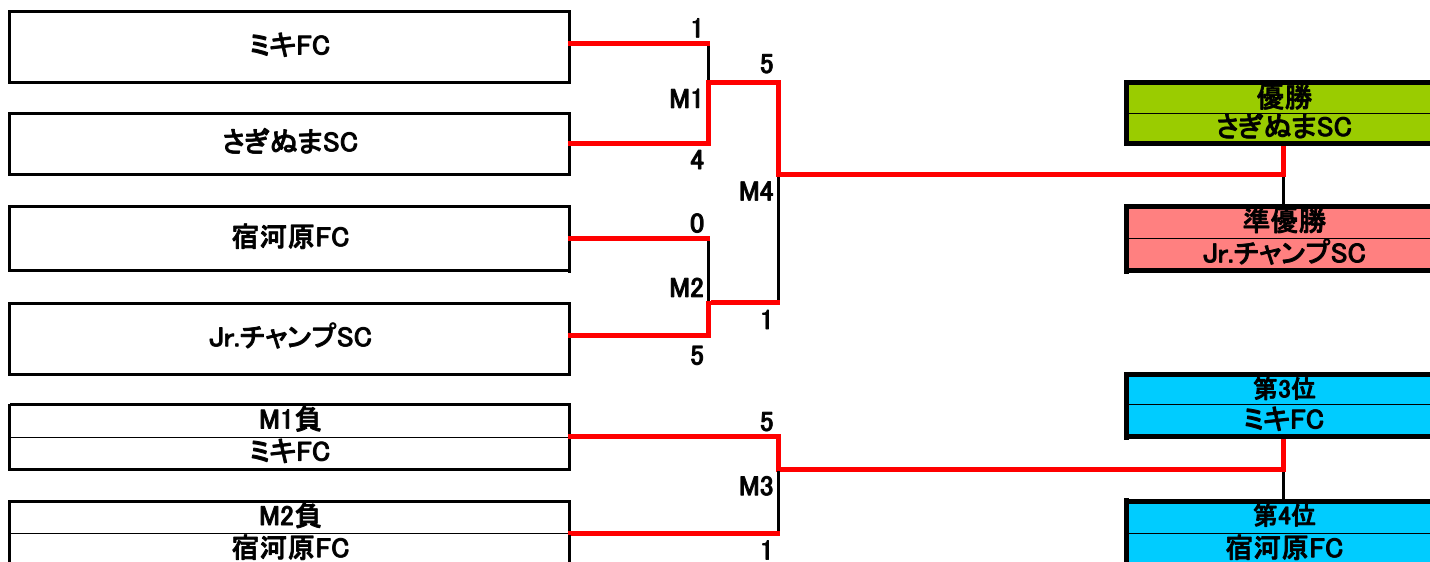 ミキFC
1
5
M1
優勝
さぎぬまSC
さぎぬまSC
4
M4
宿河原FC
0
準優勝
Jr.チャンプSC
M2
Jr.チャンプSC
1
5
第3位
ミキFC
M1負
ミキFC
5
M3
M2負
宿河原FC
1
第4位
宿河原FC